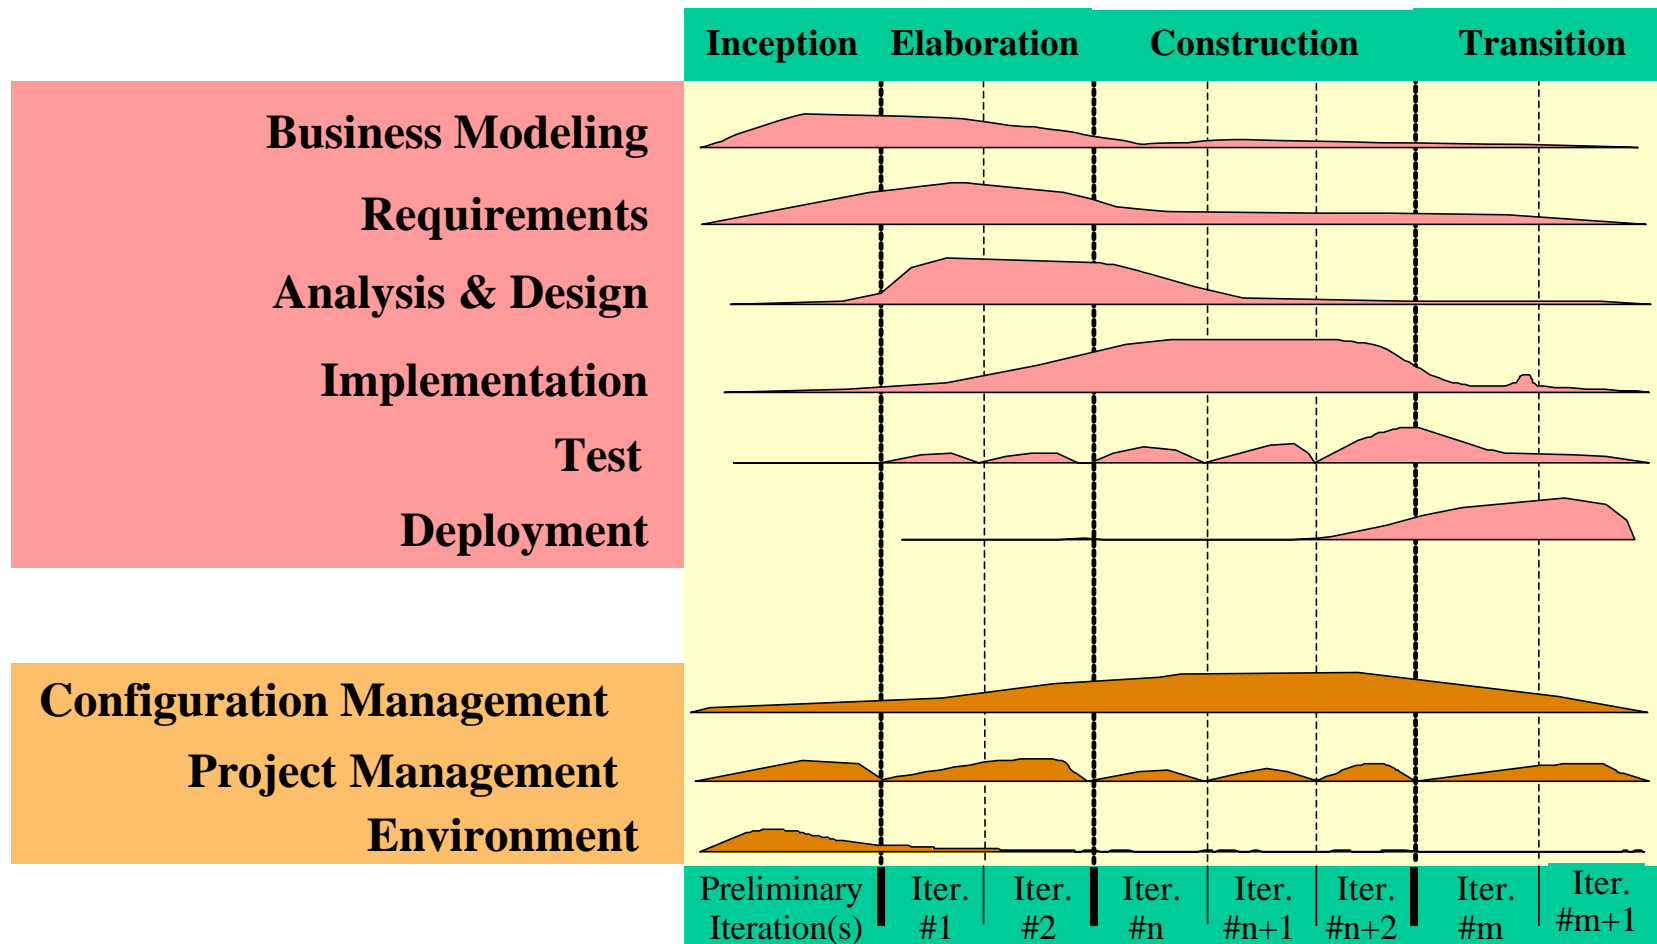 Inception Elaboration Construction Transition
Business Modeling
Requirements
Analysis & Design
Implementation
Test
Deployment
Configuration Management
Project Management
Environment
Preliminary Iteration(s)
Iter. #1
Iter. #2
Iter. #n
Iter. #n+1
Iter. #n+2
Iter. #m
Iter. #m+1